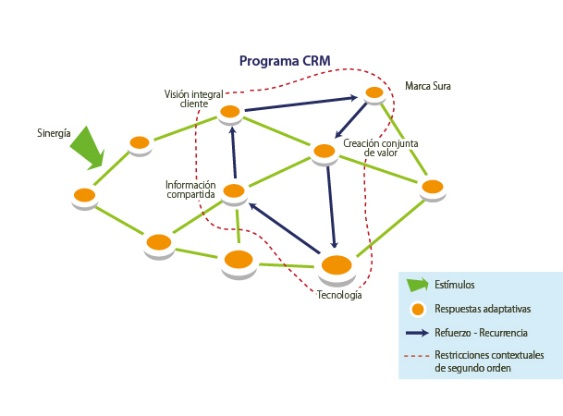 Programa CRM
Visión integral
cliente
Marca Sura
Sinergía
Creación conjunta
de valor
Información
compartida
Tecnología
Estímulos
Respuestas adaptativas
Refuerzo - Recurrencia
Restricciones contextuales
de segundo orden